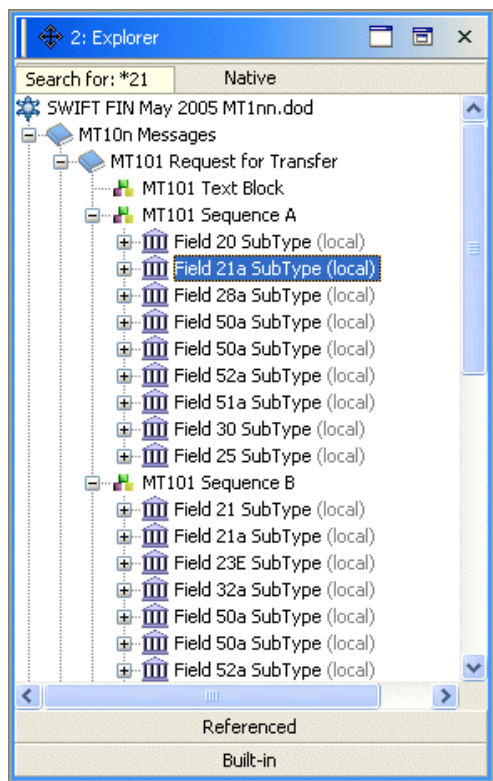 2: Explorer
Search for: *21 Native
SWIFT FIN May 2005 MT1nn.dod
MT10n Messages
MT101 Request for Transfer
MT101 Text Block
MT101 Sequence A
Field 20 SubType (local)
Field 21a SubType (local)
Field 28a SubType (local)
Field 50a SubType (local)
Field 50a SubType (local)
Field 52a SubType (local)
Field 51a SubType (local)
Field 30 SubType (local)
Field 25 SubType (local)
MT101 Sequence B
Field 21 SubType (local)
Field 21a SubType (local)
Field 23E SubType (local)
Field 32a SubType (local)
Field 50a SubType (local)
Field 50a SubType (local)
Field 52a SubType (local)
Referenced
Built-in